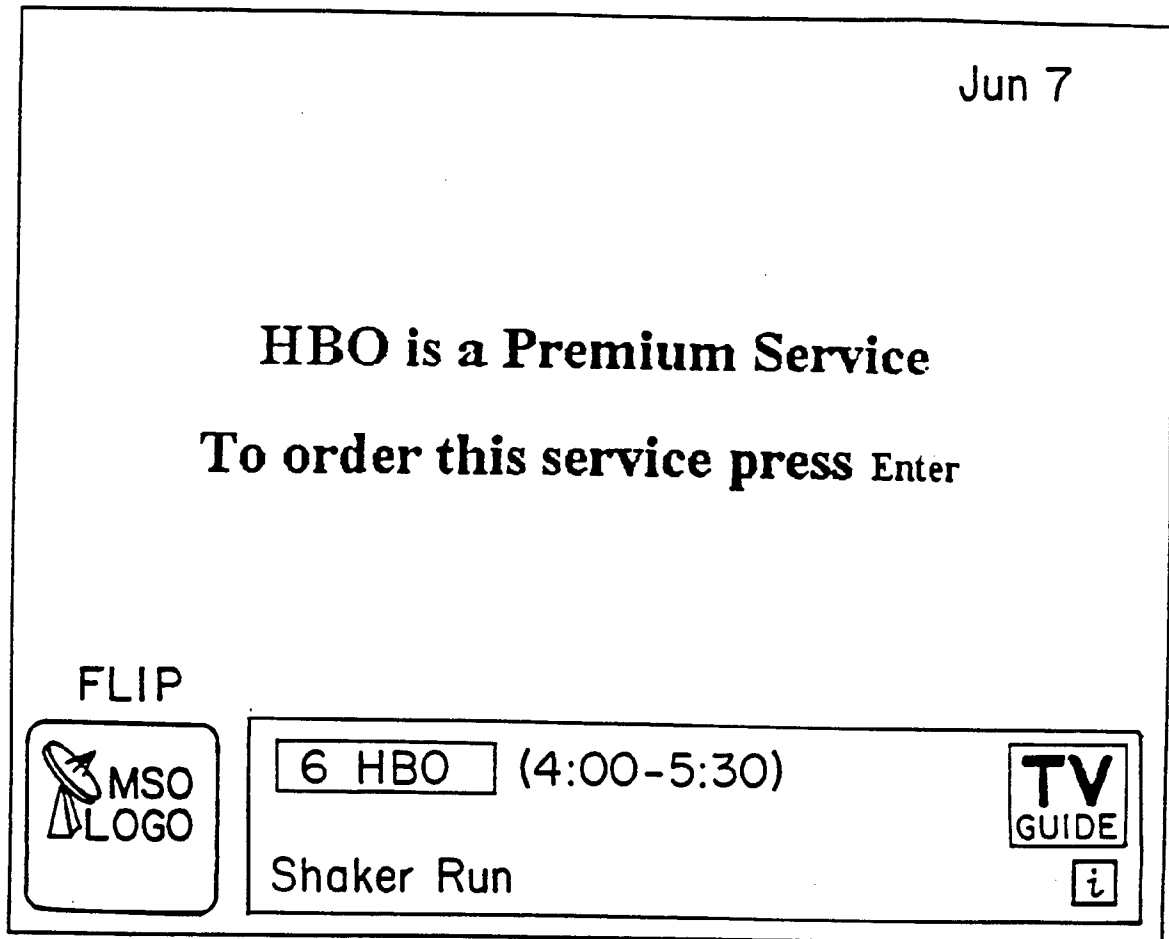 Jun 7
HBO is a Premium Service
To order this service press Enter
FLIP
MSO
LOGO
6 HBO (4:00-5:30)
TV
GUIDE
Shaker Run
i